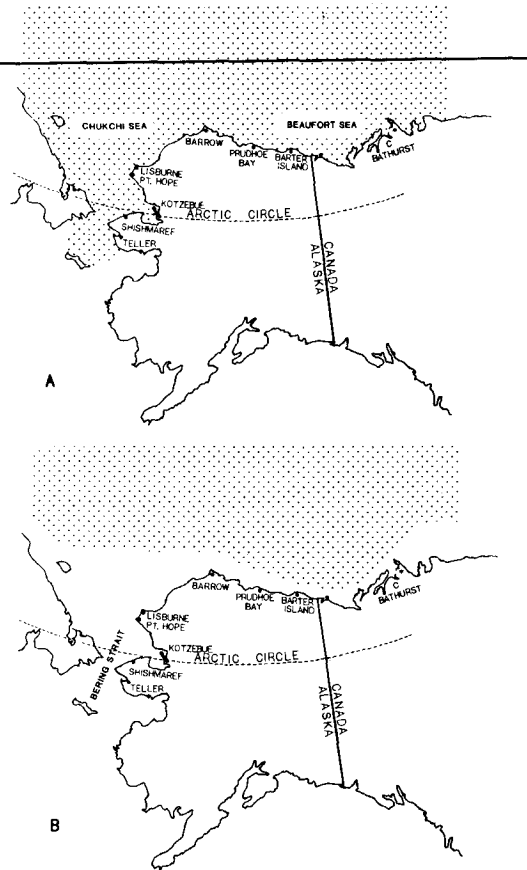 CHUKCHI SEA
BEAUFORT SEA
BARROW
PRUDHOE
BAY
BARTER
ISLAND
C
BATHURST
LISBURNE
PT. HOPE
KOTZEBUE
ARCTIC CIRCLE
SHISHMAREF
TELLER
CANADA
ALASKA
A
BARROW
PRUDHOE
BAY
BARTER
ISLAND
C
BATHURST
LISBURNE
PT. HOPE
KOTZEBUE
ARCTIC CIRCLE
BERING STRAIT
SHISHMAREF
TELLER
CANADA
ALASKA
B